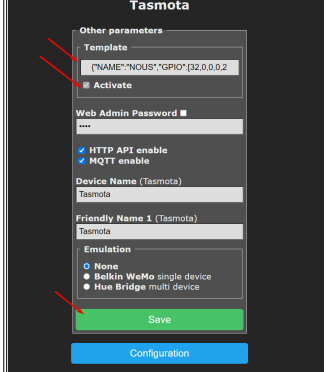 Tasmota
Other parameters
Template
{"NAME":"NOUS","GPIO":[32,0,0,0,2
Activate
Web Admin Password
••••
HTTP API enable
MQTT enable
Device Name (Tasmota)
Tasmota
Friendly Name 1 (Tasmota)
Tasmota
Emulation
None
Belkin WeMo single device
Hue Bridge multi device
Save
Configuration